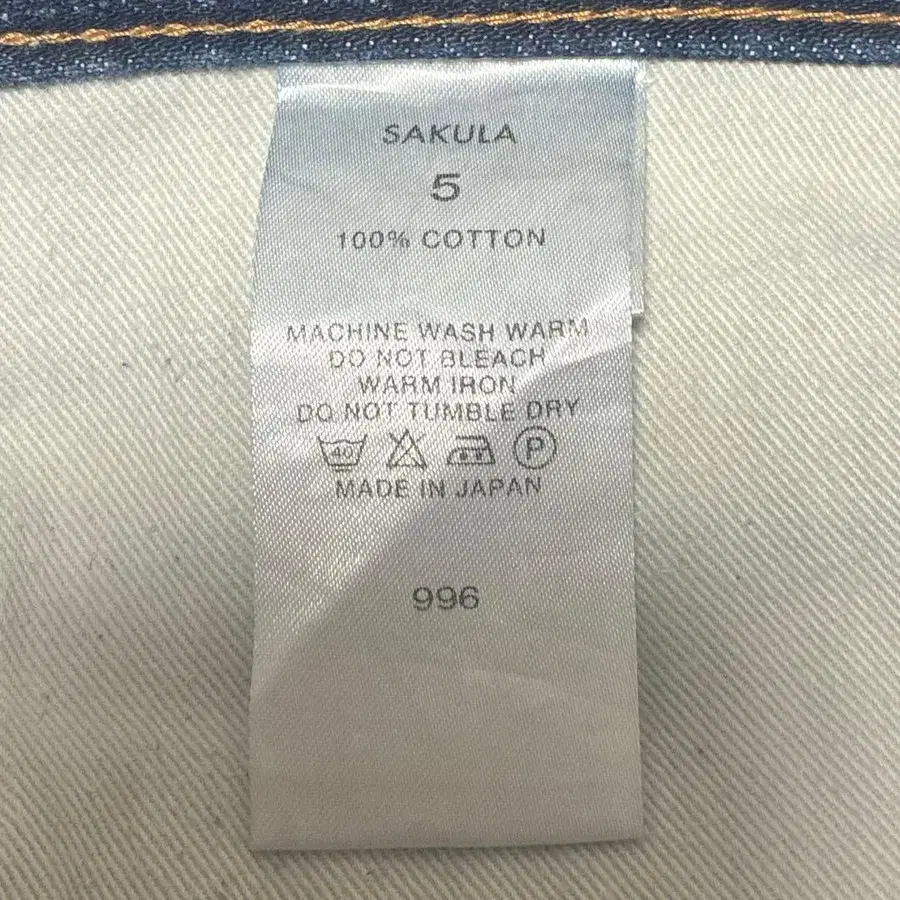 SAKULA
5
100% COTTON
MACHINE WASH WARM
DO NOT BLEACH
WARM IRON
DO NOT TUMBLE DRY
40 P
MADE IN JAPAN
996